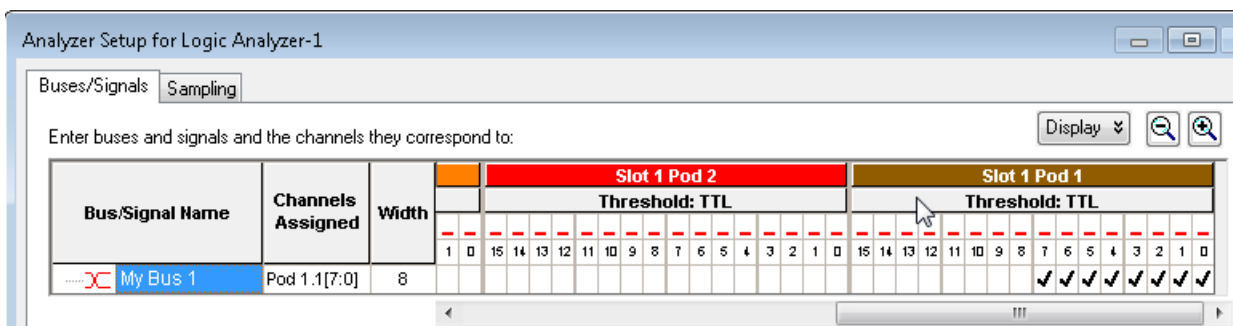 Analyzer Setup for Logic Analyzer-1
Buses/Signals Sampling
Enter buses and signals and the channels they correspond to:
Display
Bus/Signal Name Channels Assigned Width
Slot 1 Pod 2 Slot 1 Pod 1
Threshold: TTL Threshold: TTL
1 0 15 14 13 12 11 10 9 8 7 6 5 4 3 2 1 0 15 14 13 12 11 10 9 8 7 6 5 4 3 2 1 0
My Bus 1 Pod 1.1[7:0] 8